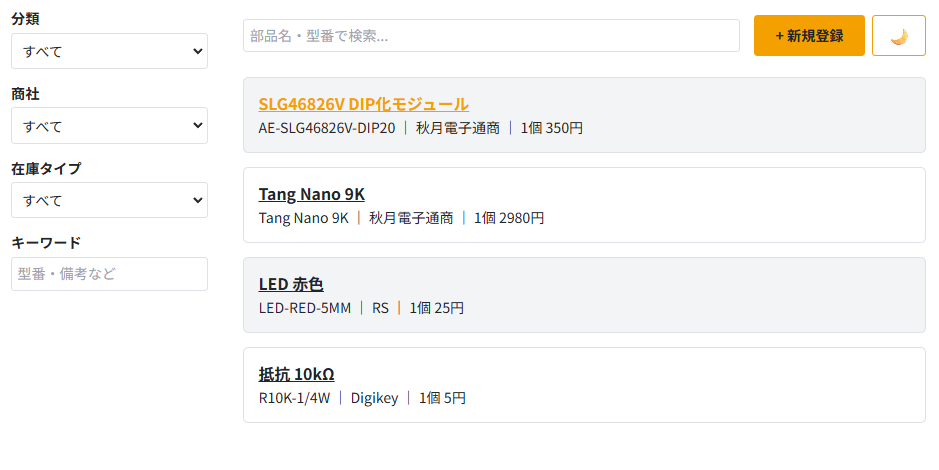 分類
すべて
商社
すべて
在庫タイプ
すべて
キーワード
型番・備考など
部品名・型番で検索...
+ 新規登録
SLG46826V DIP化モジュール
AE-SLG46826V-DIP20 | 秋月電子通商 | 1個 350円
Tang Nano 9K
Tang Nano 9K | 秋月電子通商 | 1個 2980円
LED 赤色
LED-RED-5MM | RS | 1個 25円
抵抗 10kΩ
R10K-1/4W | Digikey | 1個 5円